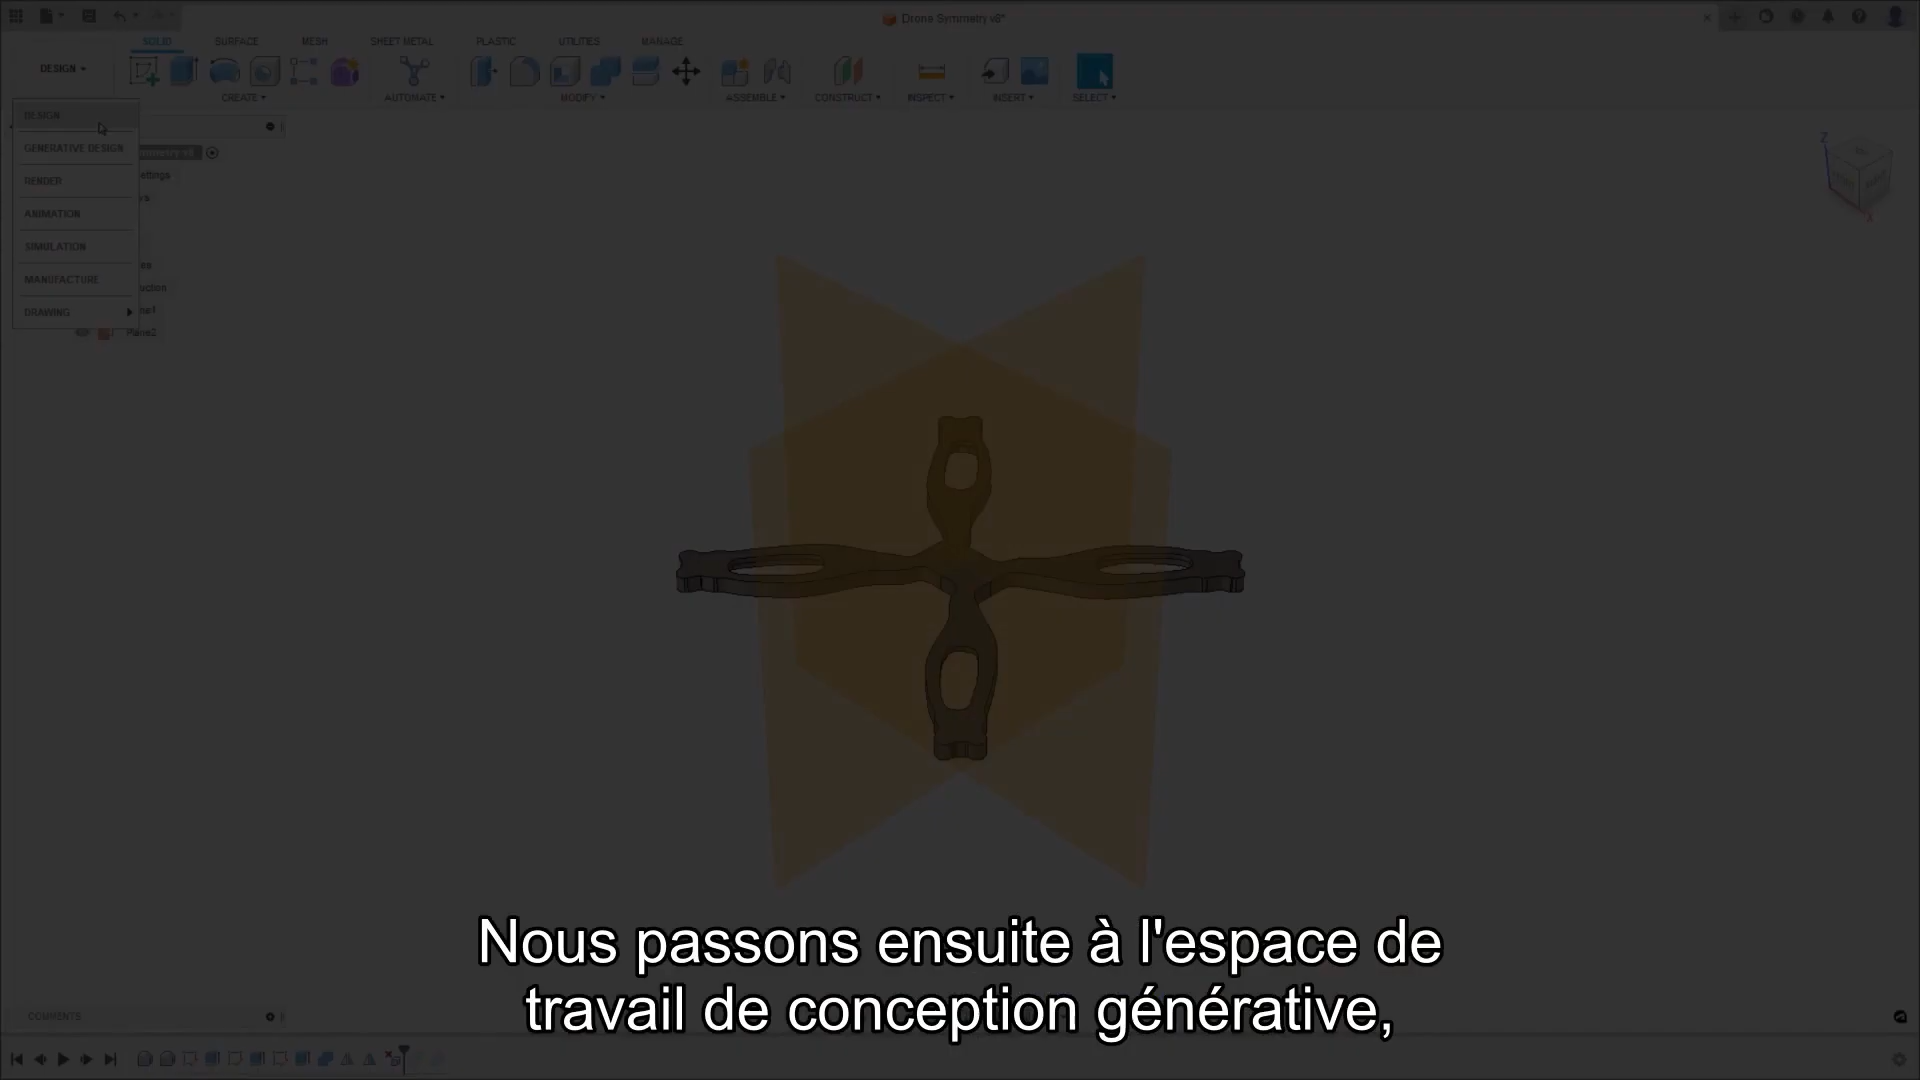 Drone Symmetry v8*
SOLID SURFACE MESH SHEET METAL PLASTIC UTILITIES MANAGE
DESIGN
CREATE AUTOMATE MODIFY ASSEMBLE CONSTRUCT INSPECT INSERT SELECT
DESIGN
GENERATIVE DESIGN
RENDER
ANIMATION
SIMULATION
MANUFACTURE
DRAWING
Plane2
Z
X
Nous passons ensuite à l'espace de
travail de conception générative,
COMMENTS